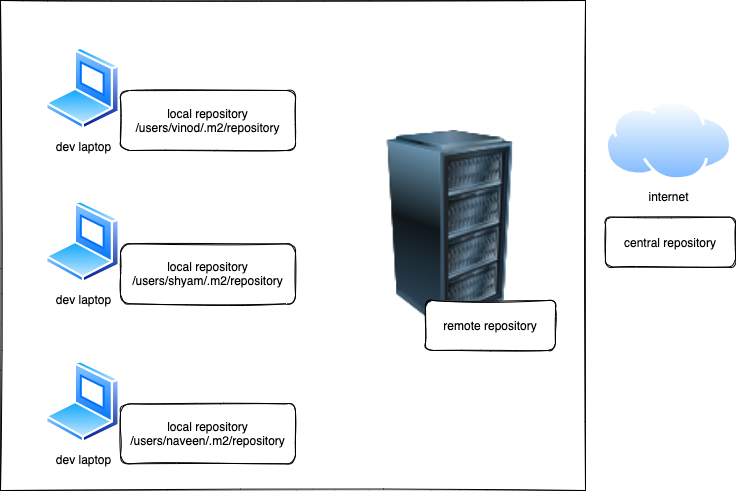 local repository
/users/vinod/.m2/repository
dev laptop
local repository
/users/shyam/.m2/repository
dev laptop
local repository
/users/naveen/.m2/repository
dev laptop
remote repository
internet
central repository